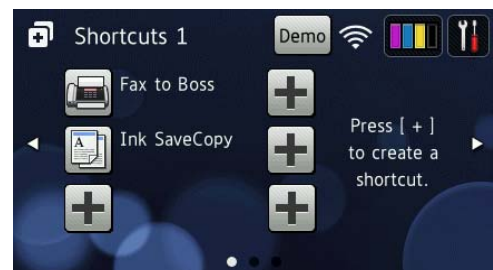 Shortcuts 1
Demo
Fax to Boss
Ink SaveCopy
A
Press [ + ]
to create a
shortcut.